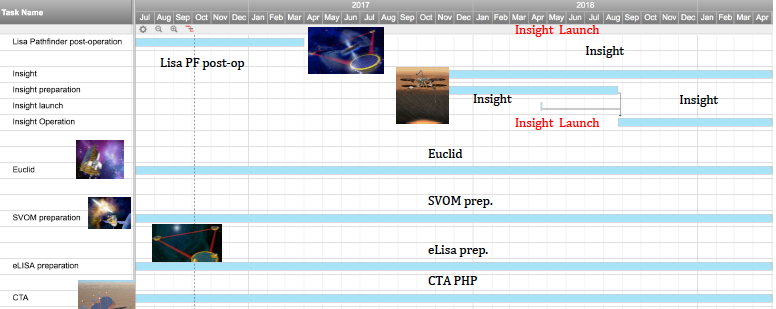 Task Name
2017 2018
Jul Aug Sep Oct Nov Dec Jan Feb Mar Apr May Jun Jul Aug Sep Oct Nov Dec Jan Feb Mar Apr May Jun Jul Aug Sep Oct Nov Dec Jan Feb Mar Apr
Insight Launch
Lisa Pathfinder post-operation
Insight
Lisa PF post-op
Insight
Insight preparation
Insight Insight
Insight launch
Insight Operation
Insight Launch
Euclid
Euclid
SVOM prep.
SVOM preparation
eLisa prep.
eLISA preparation
CTA PHP
CTA